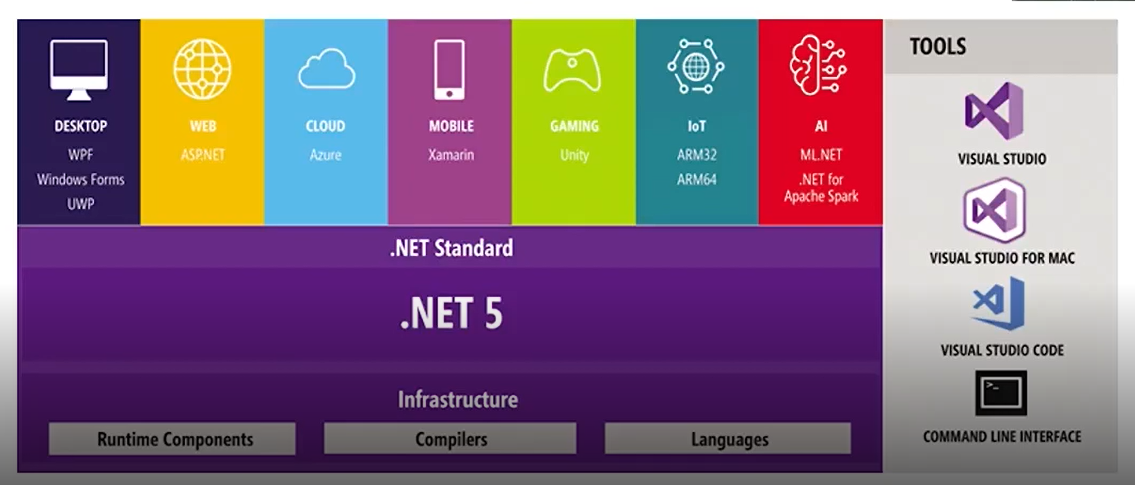 DESKTOP
WPF
Windows Forms
UWP
WEB
ASP.NET
CLOUD
Azure
MOBILE
Xamarin
GAMING
Unity
IoT
ARM32
ARM64
AI
ML.NET
.NET for
Apache Spark
.NET Standard
.NET 5
Infrastructure
Runtime Components
Compilers
Languages
TOOLS
VISUAL STUDIO
VISUAL STUDIO FOR MAC
VISUAL STUDIO CODE
>_
COMMAND LINE INTERFACE